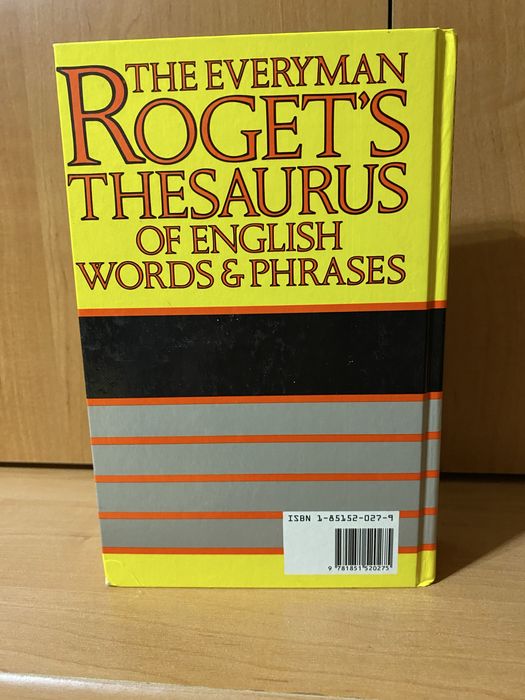 THE EVERYMAN
ROGET'S
THESAURUS
OF ENGLISH
WORDS & PHRASES
ISBN 1-85152-027-9
9 781851 520275